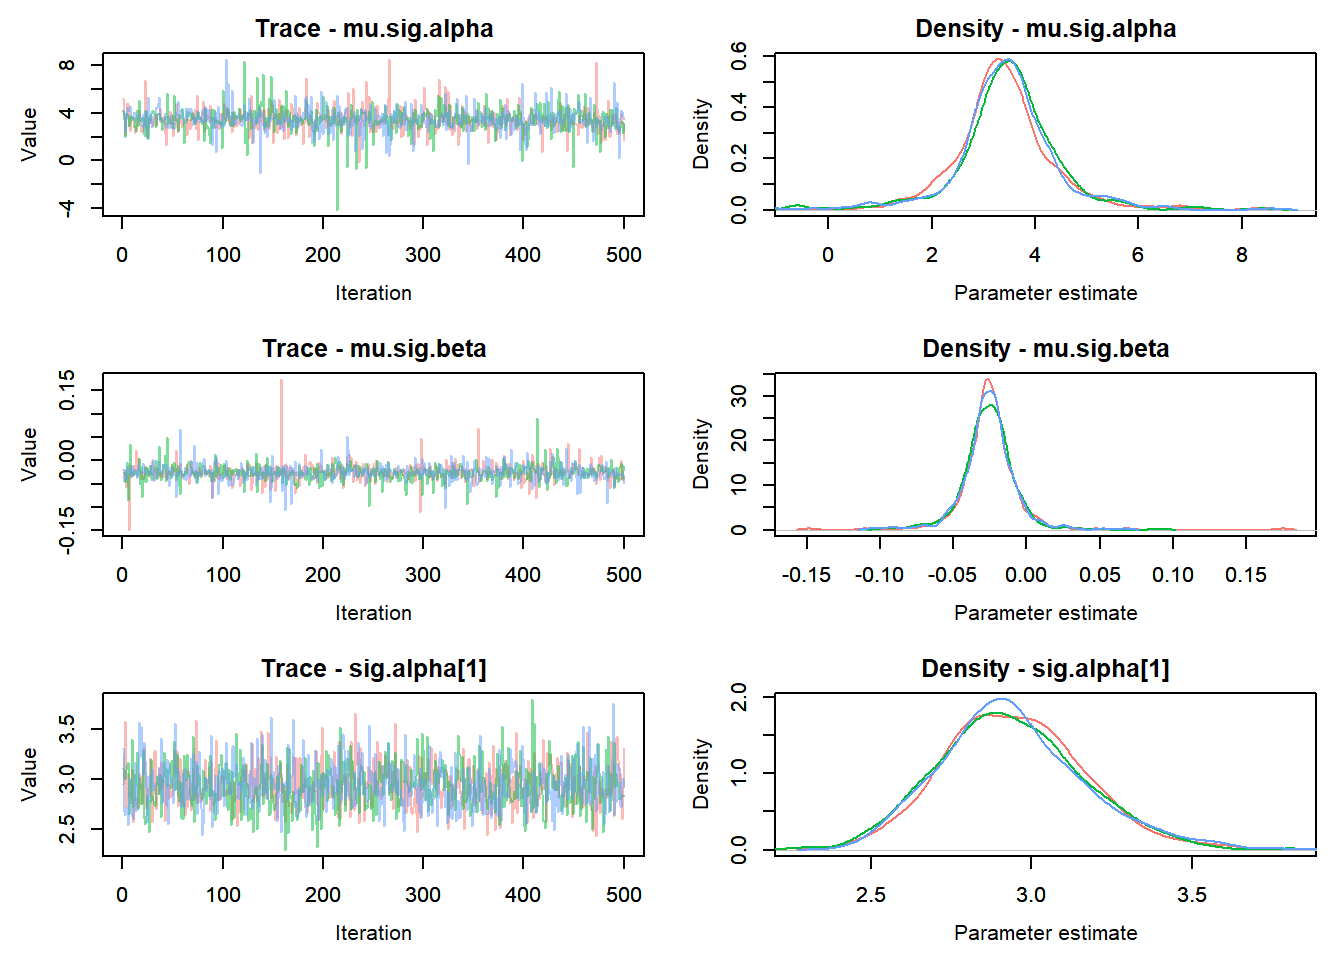 Trace - mu.sig.alpha
Value
8
4
0
-4
0 100 200 300 400 500
Iteration
Density - mu.sig.alpha
Density
0.6
0.4
0.2
0.0
0 2 4 6 8
Parameter estimate
Trace - mu.sig.beta
Value
0.15
0.00
-0.15
0 100 200 300 400 500
Iteration
Density - mu.sig.beta
Density
30
20
10
0
-0.15 -0.10 -0.05 0.00 0.05 0.10 0.15
Parameter estimate
Trace - sig.alpha[1]
Value
3.5
3.0
2.5
0 100 200 300 400 500
Iteration
Density - sig.alpha[1]
Density
2.0
1.0
0.0
2.5 3.0 3.5
Parameter estimate